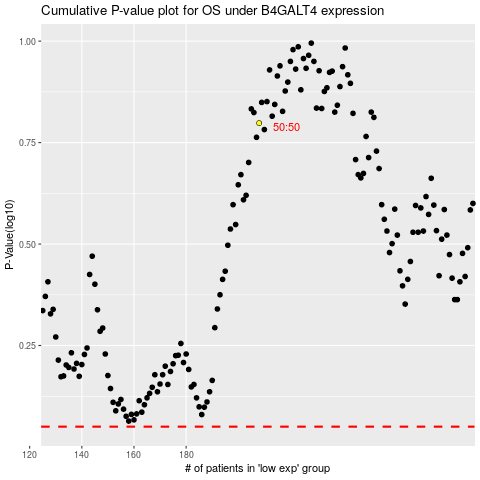 Cumulative P-value plot for OS under B4GALT4 expression
1.00
0.75
0.50
0.25
P-Value(log10)
50:50
120 140 160 180
# of patients in 'low exp' group